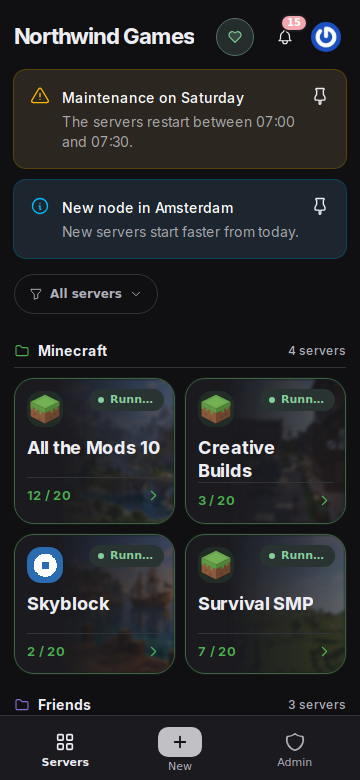 Northwind Games
15
Maintenance on Saturday
The servers restart between 07:00
and 07:30.
New node in Amsterdam
New servers start faster from today.
All servers
Minecraft
4 servers
Runn...
All the Mods 10
12 / 20
Runn...
Creative
Builds
3 / 20
Runn...
Skyblock
2 / 20
Runn...
Survival SMP
7 / 20
Friends
3 servers
Servers
New
Admin